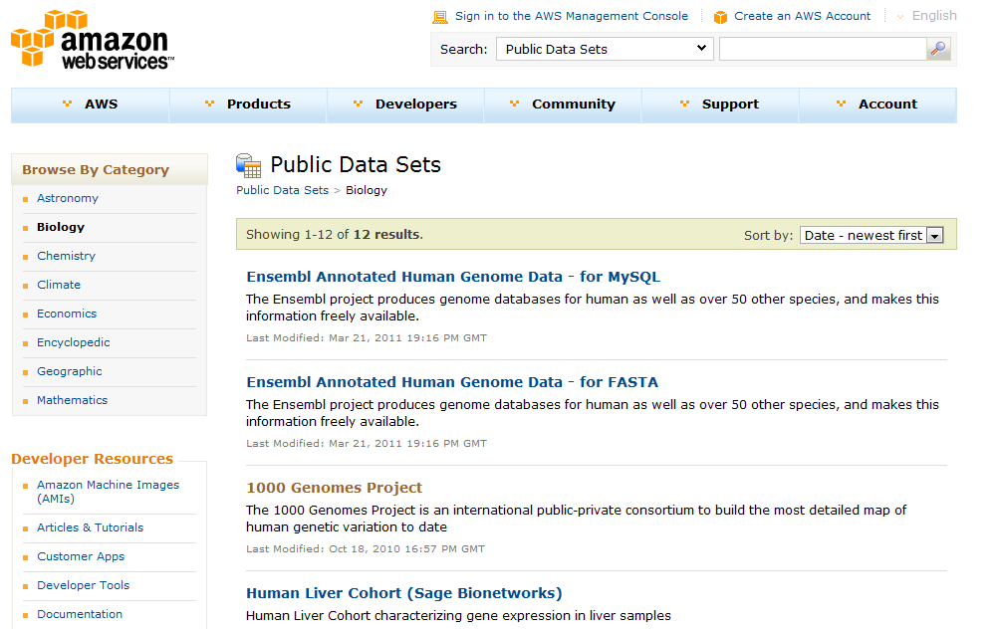 Sign in to the AWS Management Console
Create an AWS Account
English
amazon
webservices™
Search:
Public Data Sets
AWS
Products
Developers
Community
Support
Account
Browse By Category
Astronomy
Biology
Chemistry
Climate
Economics
Encyclopedic
Geographic
Mathematics
Developer Resources
Amazon Machine Images
(AMIs)
Articles & Tutorials
Customer Apps
Developer Tools
Documentation
Public Data Sets
Public Data Sets > Biology
Showing 1-12 of 12 results.
Sort by: Date - newest first
Ensembl Annotated Human Genome Data - for MySQL
The Ensembl project produces genome databases for human as well as over 50 other species, and makes this
information freely available.
Last Modified: Mar 21, 2011 19:16 PM GMT
Ensembl Annotated Human Genome Data - for FASTA
The Ensembl project produces genome databases for human as well as over 50 other species, and makes this
information freely available.
Last Modified: Mar 21, 2011 19:16 PM GMT
1000 Genomes Project
The 1000 Genomes Project is an international public-private consortium to build the most detailed map of
human genetic variation to date
Last Modified: Oct 18, 2010 16:57 PM GMT
Human Liver Cohort (Sage Bionetworks)
Human Liver Cohort characterizing gene expression in liver samples